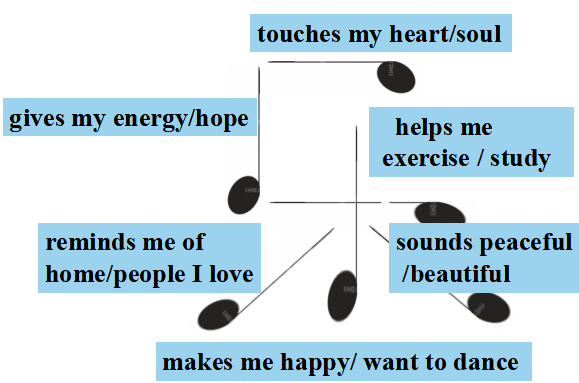 touches my heart/soul
gives my energy/hope
helps me
exercise / study
reminds me of
home/people I love
sounds peaceful
/beautiful
makes me happy/ want to dance